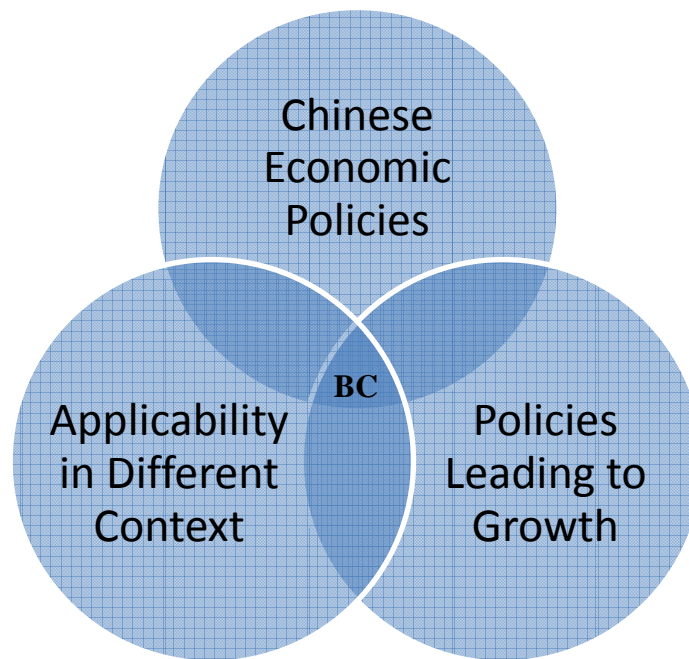 Chinese
Economic
Policies
BC
Applicability
in Different
Context
Policies
Leading to
Growth